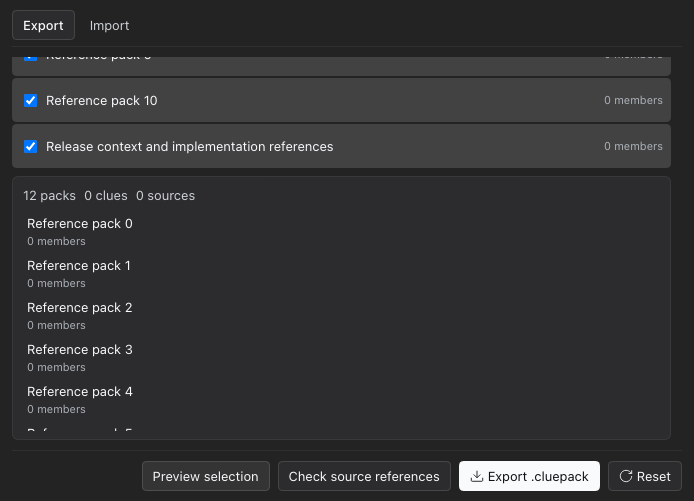 Export
Import
Reference pack 10
0 members
Release context and implementation references
0 members
12 packs 0 clues 0 sources
Reference pack 0
0 members
Reference pack 1
0 members
Reference pack 2
0 members
Reference pack 3
0 members
Reference pack 4
0 members
Preview selection
Check source references
Export .cluepack
Reset